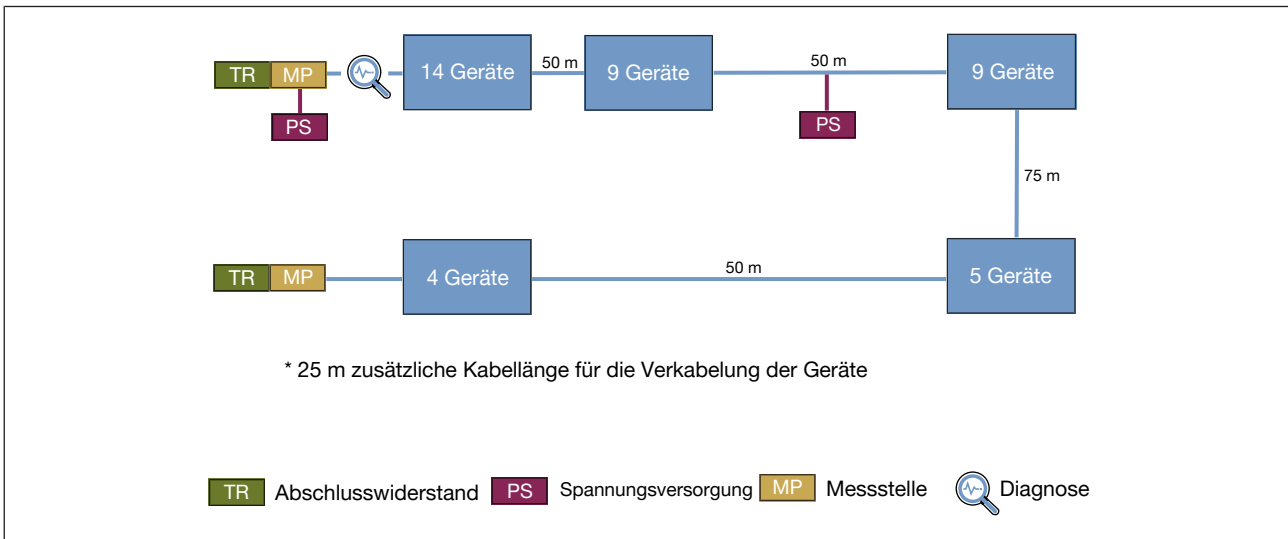 TR MP 14 Geräte 50 m 9 Geräte 50 m 9 Geräte
PS PS
75 m
TR MP 4 Geräte 50 m 5 Geräte
* 25 m zusätzliche Kabellänge für die Verkabelung der Geräte
TR Abschlusswiderstand PS Spannungsversorgung MP Messstelle Diagnose